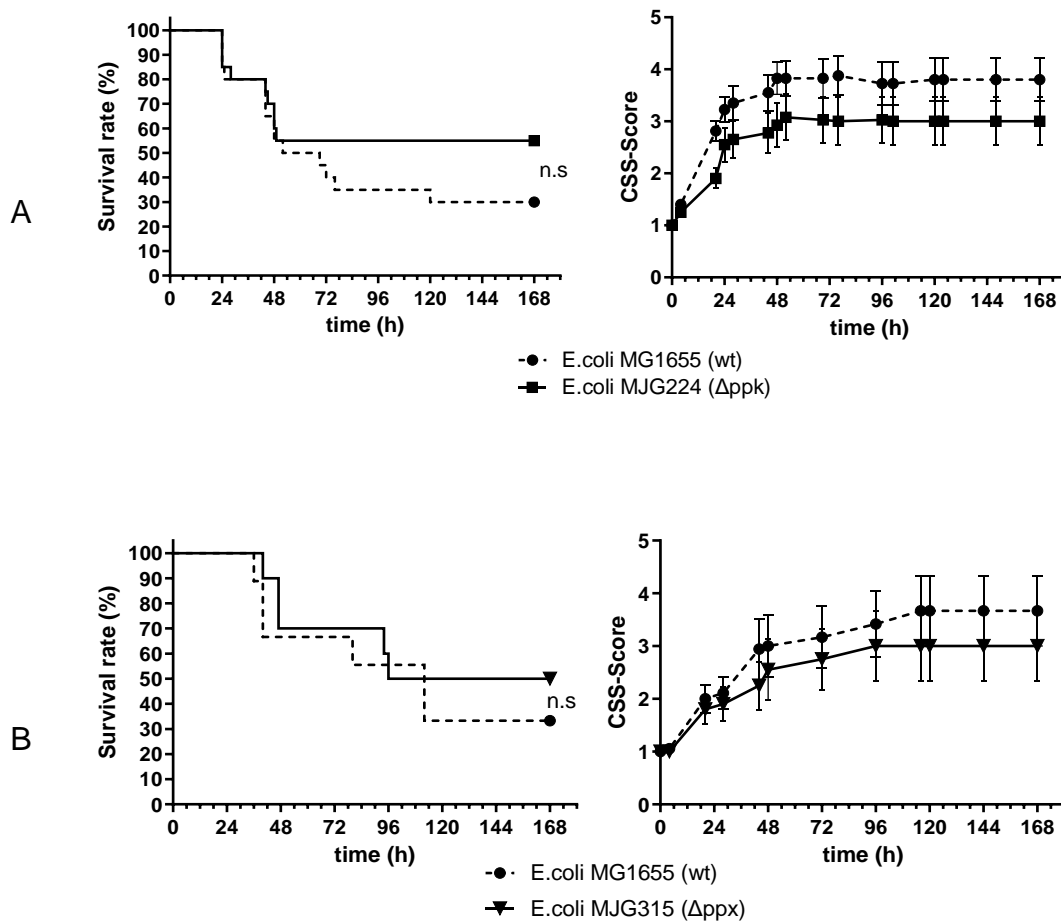 A
Survival rate (%)
100
90
80
70
60
50
40
30
20
10
0
n.s
0 24 48 72 96 120 144 168
time (h)
CSS-Score
5
4
3
2
1
0
0 24 48 72 96 120 144 168
time (h)
E.coli MG1655 (wt)
E.coli MJG224 (Δppk)
B
Survival rate (%)
100
90
80
70
60
50
40
30
20
10
0
n.s
0 24 48 72 96 120 144 168
time (h)
CSS-Score
5
4
3
2
1
0
0 24 48 72 96 120 144 168
time (h)
E.coli MG1655 (wt)
E.coli MJG315 (Δppx)